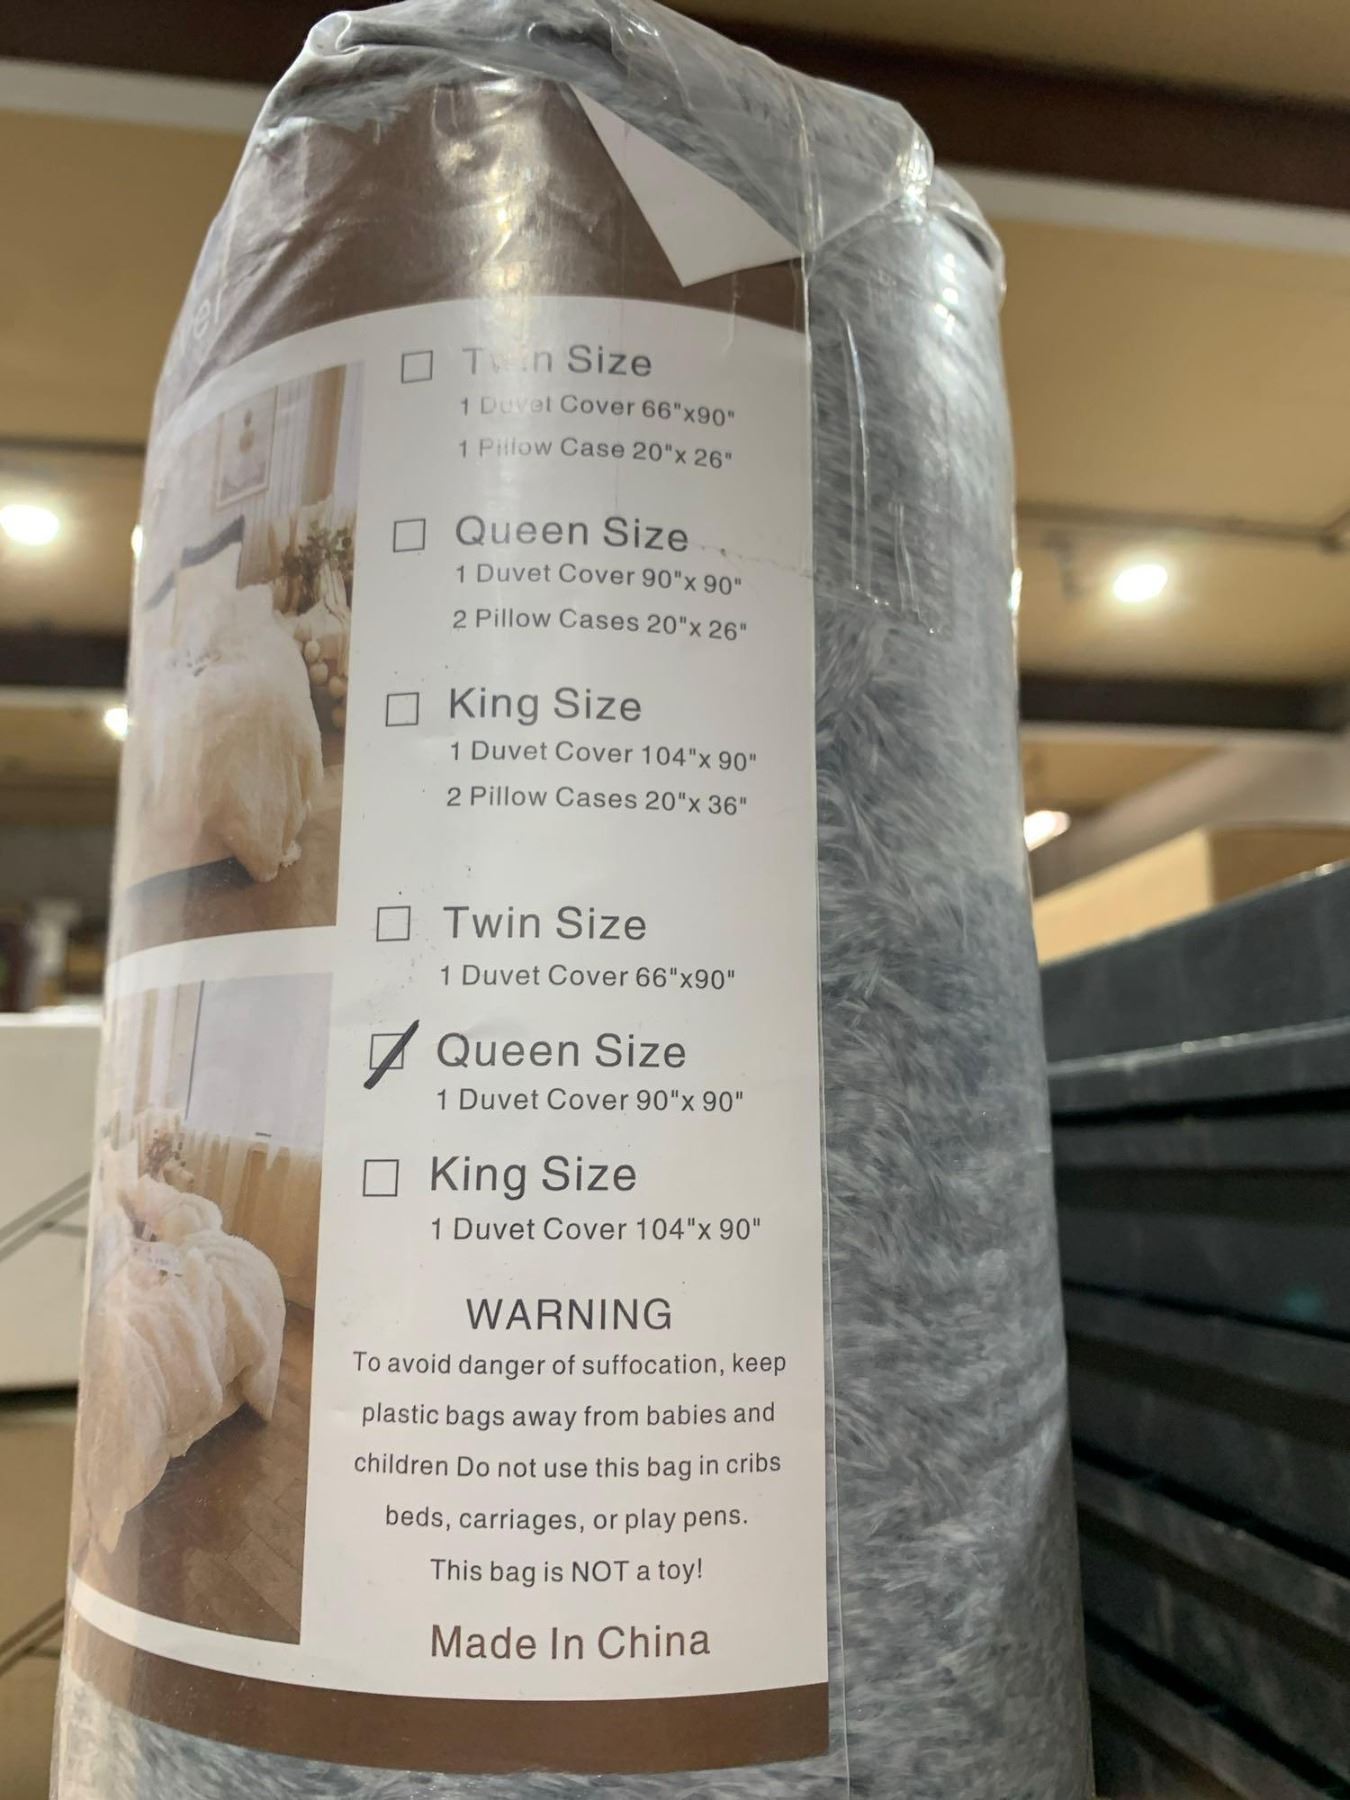 Twin Size
1 Duvet Cover 66"x90"
1 Pillow Case 20"x 26"
Queen Size
1 Duvet Cover 90"x 90"
2 Pillow Cases 20"x 26"
King Size
1 Duvet Cover 104"x 90"
2 Pillow Cases 20"x 36"
Twin Size
1 Duvet Cover 66"x90"
Queen Size
1 Duvet Cover 90"x 90"
King Size
1 Duvet Cover 104"x 90"
WARNING
To avoid danger of suffocation, keep
plastic bags away from babies and
children Do not use this bag in cribs
beds, carriages, or play pens.
This bag is NOT a toy!
Made In China